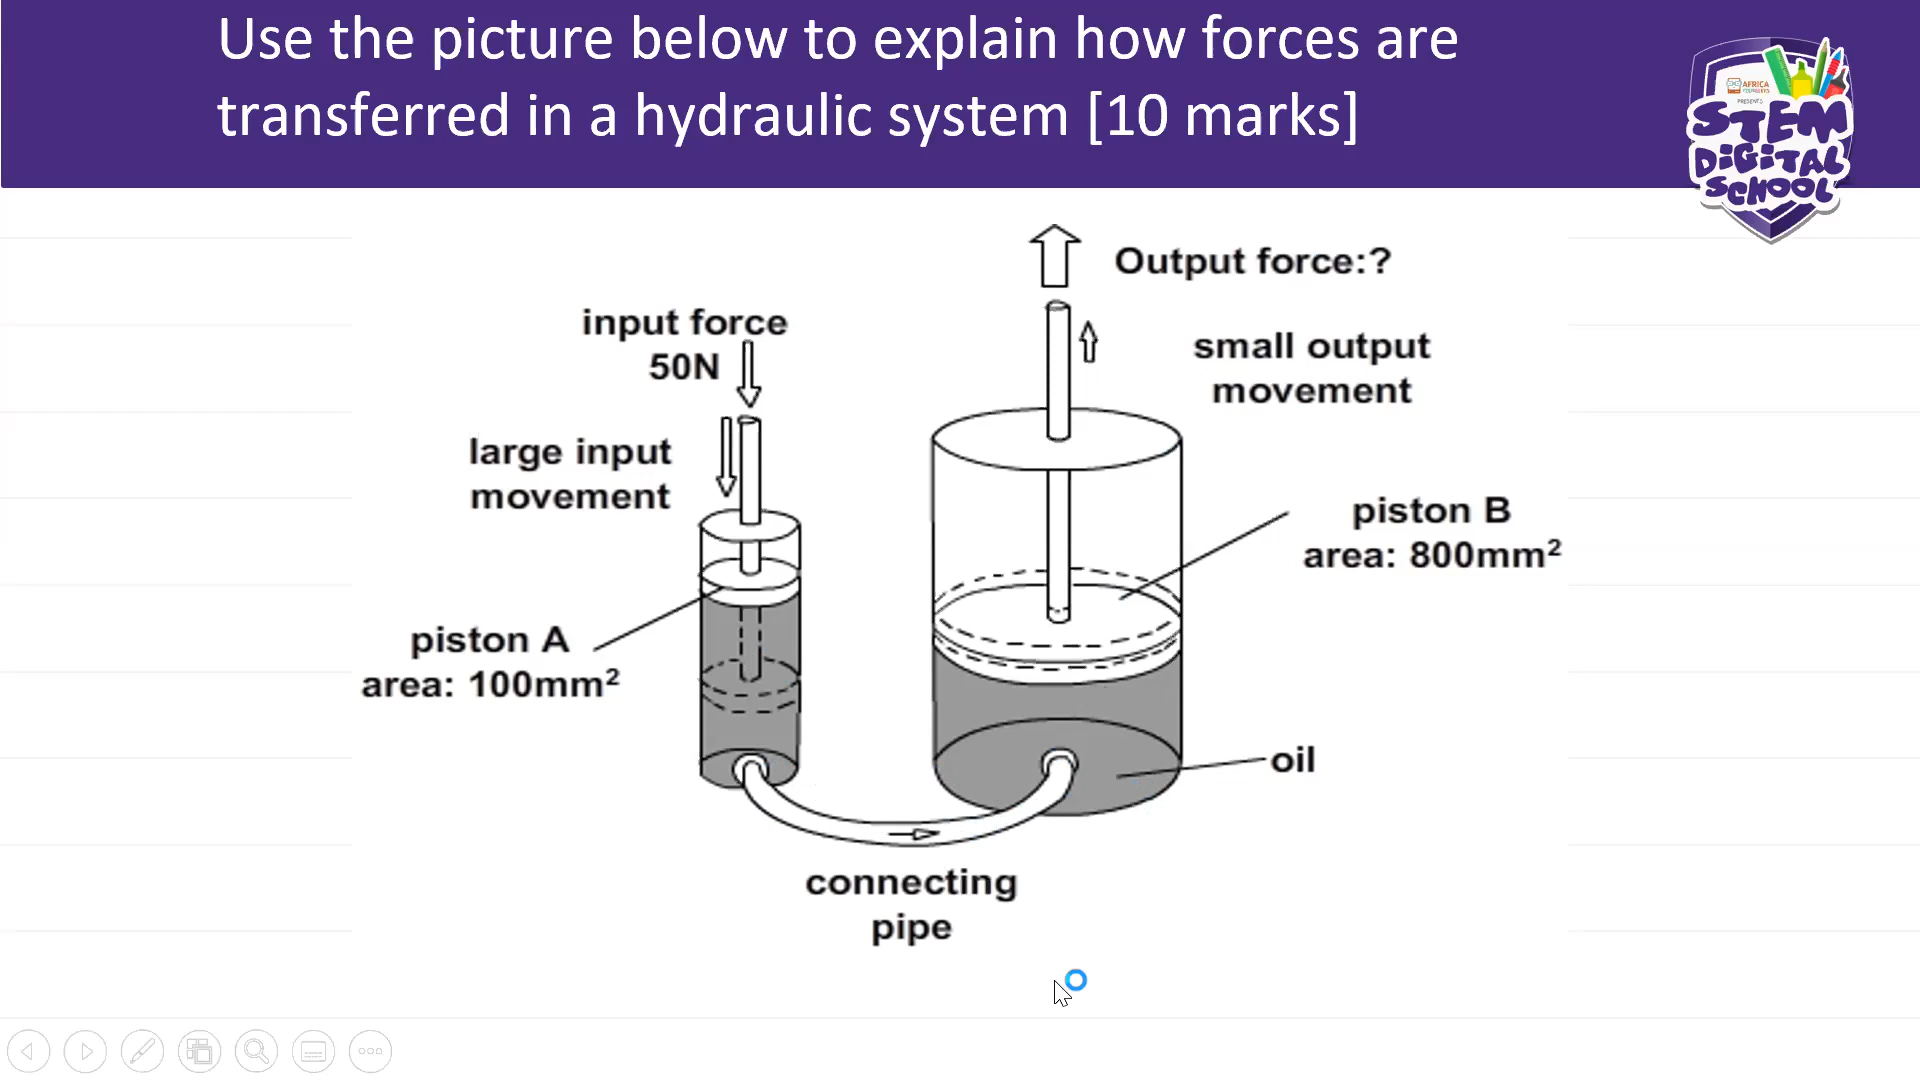 Use the picture below to explain how forces are
transferred in a hydraulic system [10 marks]
AFRICA
PRESENTS
STEM
DIGITAL
SCHOOL
Output force:?
input force
50N
small output
movement
large input
movement
piston B
area: 800mm²
piston A
area: 100mm²
oil
connecting
pipe